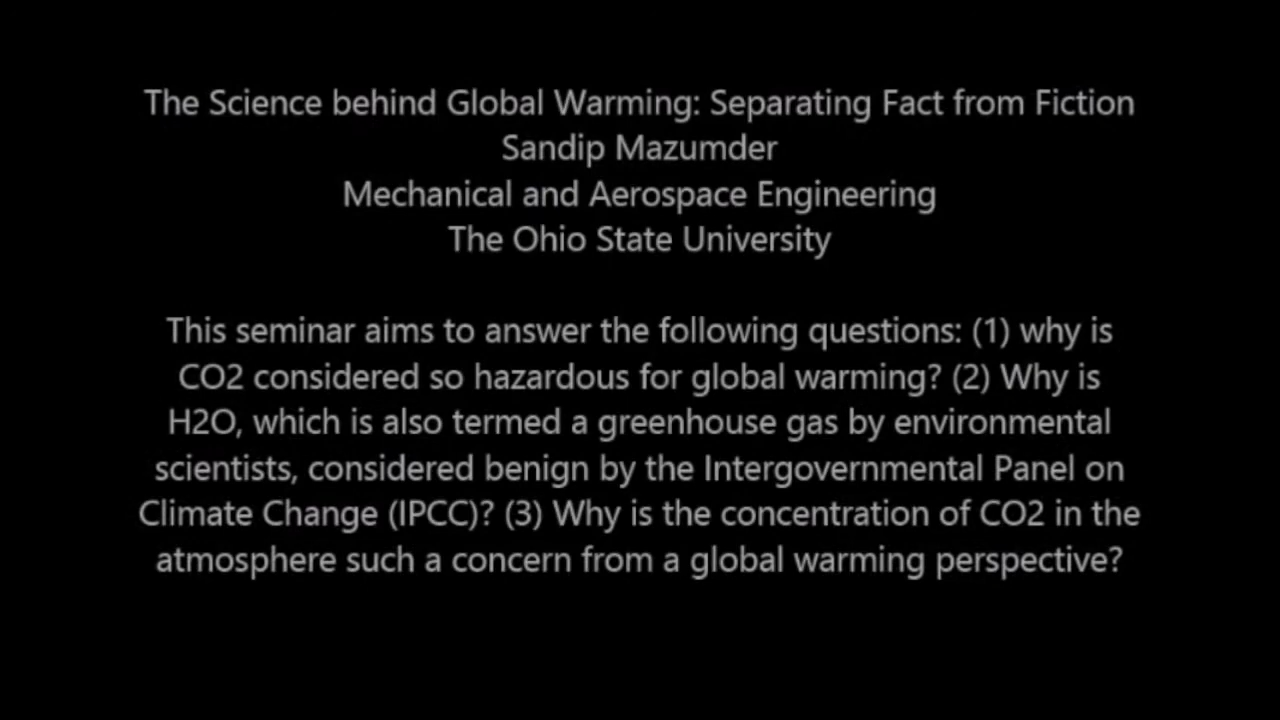 The Science behind Global Warming: Separating Fact from Fiction
Sandip Mazumder
Mechanical and Aerospace Engineering
The Ohio State University
This seminar aims to answer the following questions: (1) why is
CO2 considered so hazardous for global warming? (2) Why is
H2O, which is also termed a greenhouse gas by environmental
scientists, considered benign by the Intergovernmental Panel on
Climate Change (IPCC)? (3) Why is the concentration of CO2 in the
atmosphere such a concern from a global warming perspective?